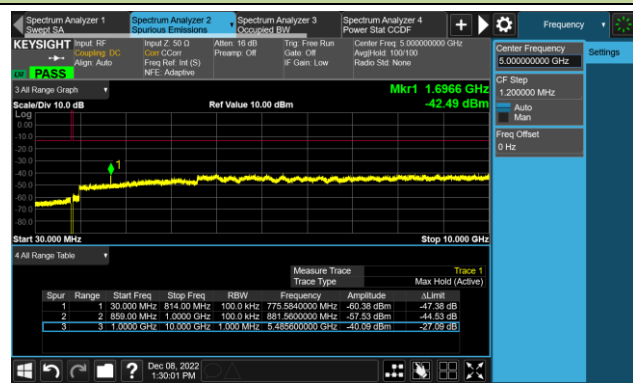 Spectrum Analyzer 1
Swept SA
Spectrum Analyzer 2
Spurious Emissions
Spectrum Analyzer 3
Occupied BW
Spectrum Analyzer 4
Power Stat CCDF
Frequency
KEYSIGHT
Input: RF
Coupling: DC
Align: Auto
Input Z: 50 Ω
Corr CCorr
Freq Ref: Int (S)
NFE: Adaptive
Atten: 16 dB
Preamp: Off
Trig: Free Run
Gate: Off
IF Gain: Low
Center Freq: 5.000000000 GHz
Avg|Hold: 100/100
Radio Std: None
PASS
Center Frequency
5.000000000 GHz
Settings
CF Step
1.200000 MHz
Auto
Man
Freq Offset
0 Hz
3 All Range Graph
Mkr1 1.6966 GHz
Scale/Div 10.0 dB
Ref Value 10.00 dBm
-42.49 dBm
Log
0.00
-10.0
-20.0
-30.0
-40.0
-50.0
-60.0
-70.0
-80.0
1
Start 30.000 MHz
Stop 10.000 GHz
4 All Range Table
Measure Trace Trace 1
Trace Type Max Hold (Active)
Spur Range Start Freq Stop Freq RBW Frequency Amplitude ΔLimit
1 1 30.000 MHz 814.00 MHz 100.0 kHz 775.5840000 MHz -60.38 dBm -47.38 dB
2 2 859.00 MHz 1.0000 GHz 100.0 kHz 881.5600000 MHz -57.53 dBm -44.53 dB
3 3 1.0000 GHz 10.000 GHz 1.000 MHz 5.485600000 GHz -40.09 dBm -27.09 dB
Dec 08, 2022
1:30:01 PM